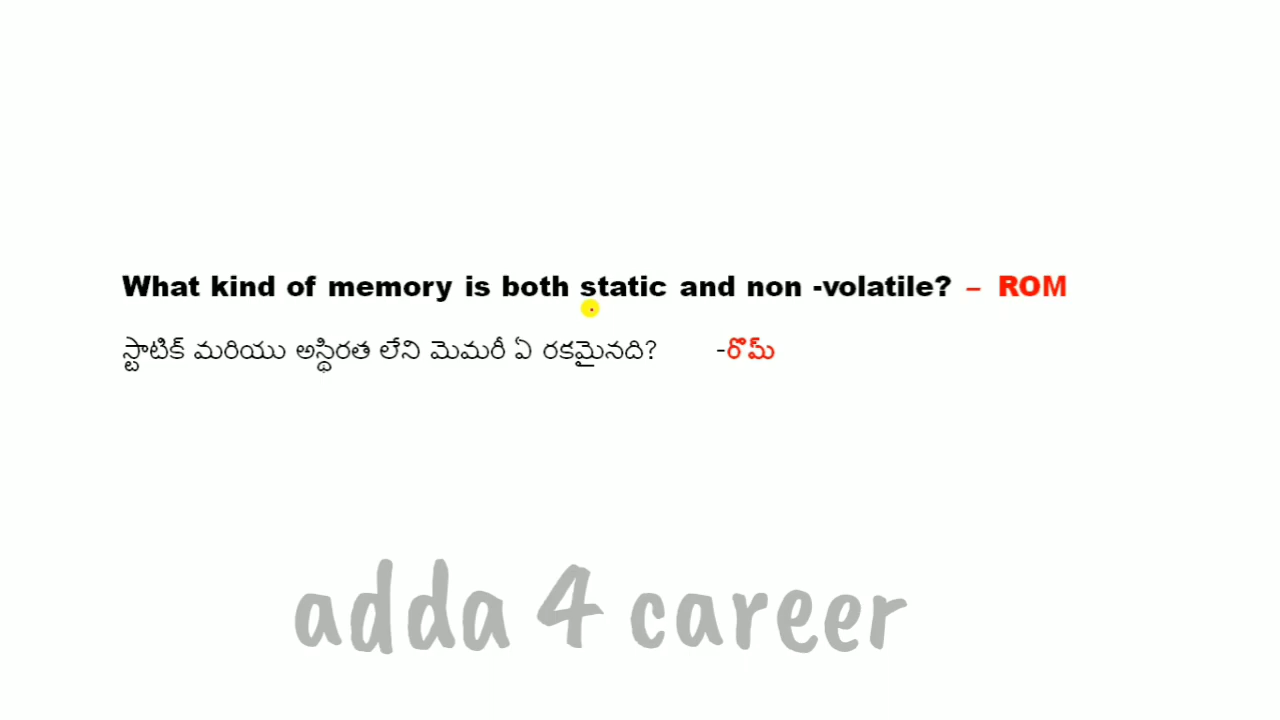 What kind of memory is both static and non -volatile? – ROM
స్టాటిక్ మరియు అస్థిరత లేని మెమరీ ఏ రకమైనది? -రొమ్
adda 4 career